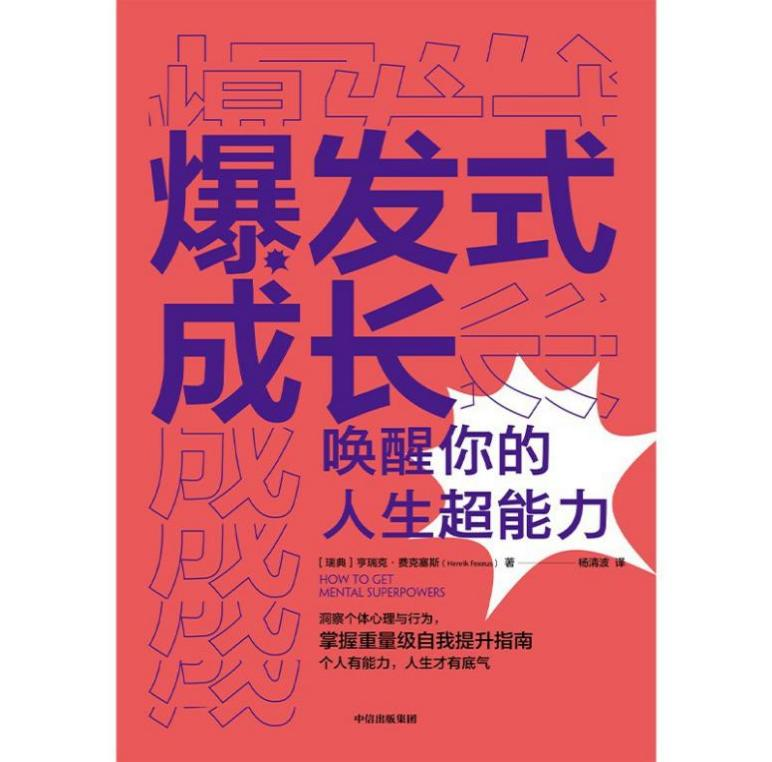 爆发式
成长
唤醒你的
人生超能力
［瑞典］亨瑞克·费克塞斯（Henrik Fexeus）著 ———— 杨清波 译
HOW TO GET
MENTAL SUPERPOWERS
洞察个体心理与行为，
掌握重量级自我提升指南
个人有能力，人生才有底气
中信出版集团